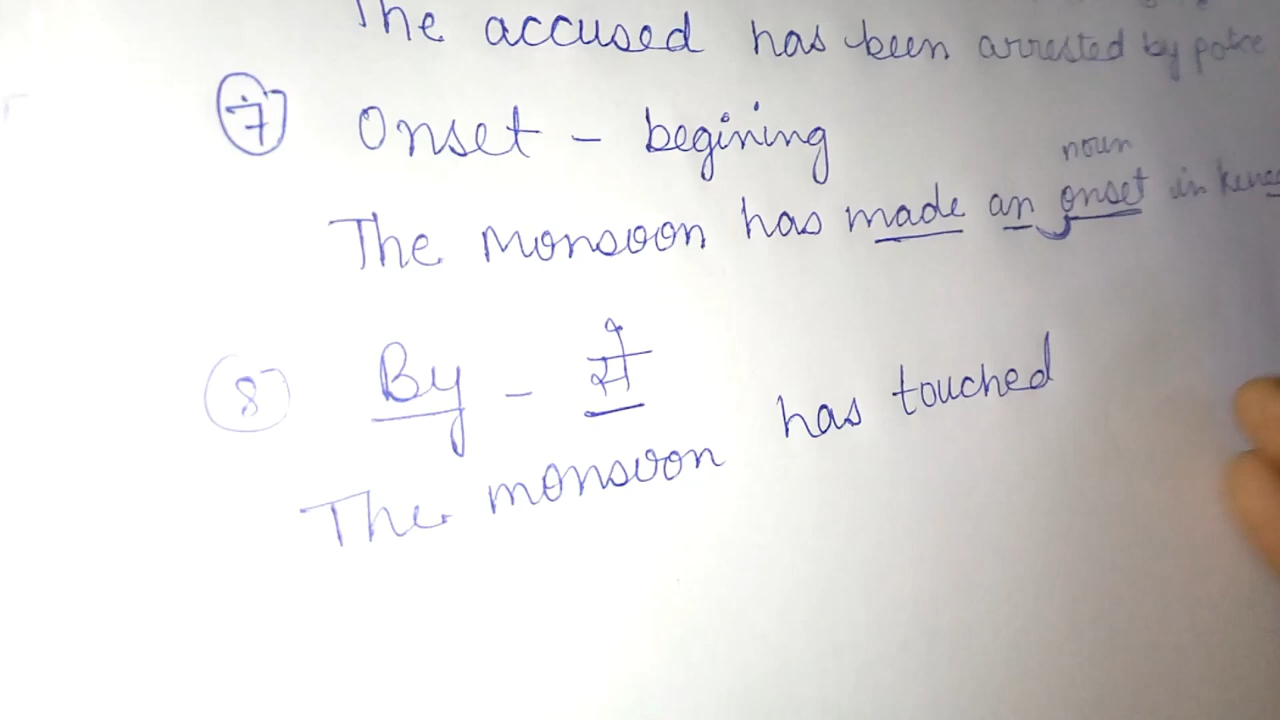 The accused has been arrested by police
7 Onset - begining
noun
The monsoon has made an onset in
8 By - से
The monsoon has touched